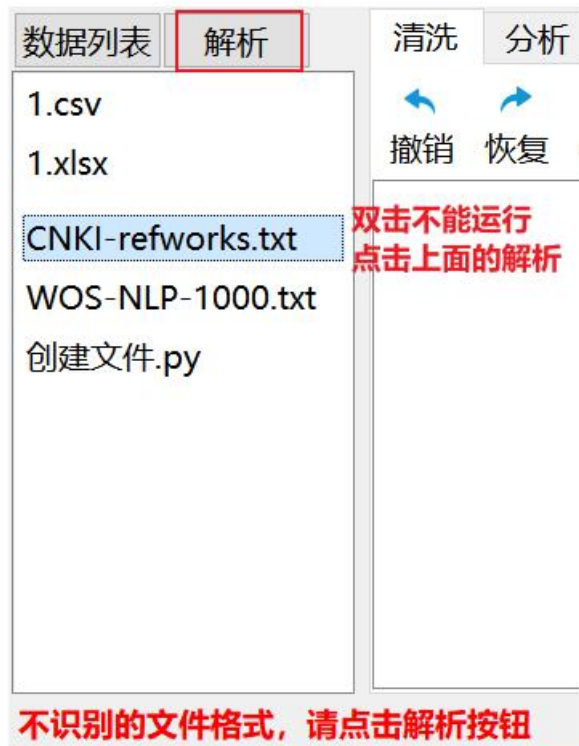 数据列表 解析 清洗 分析
撤销 恢复
1.csv
1.xlsx
CNKI-refworks.txt
WOS-NLP-1000.txt
创建文件.py
双击不能运行
点击上面的解析
不识别的文件格式，请点击解析按钮